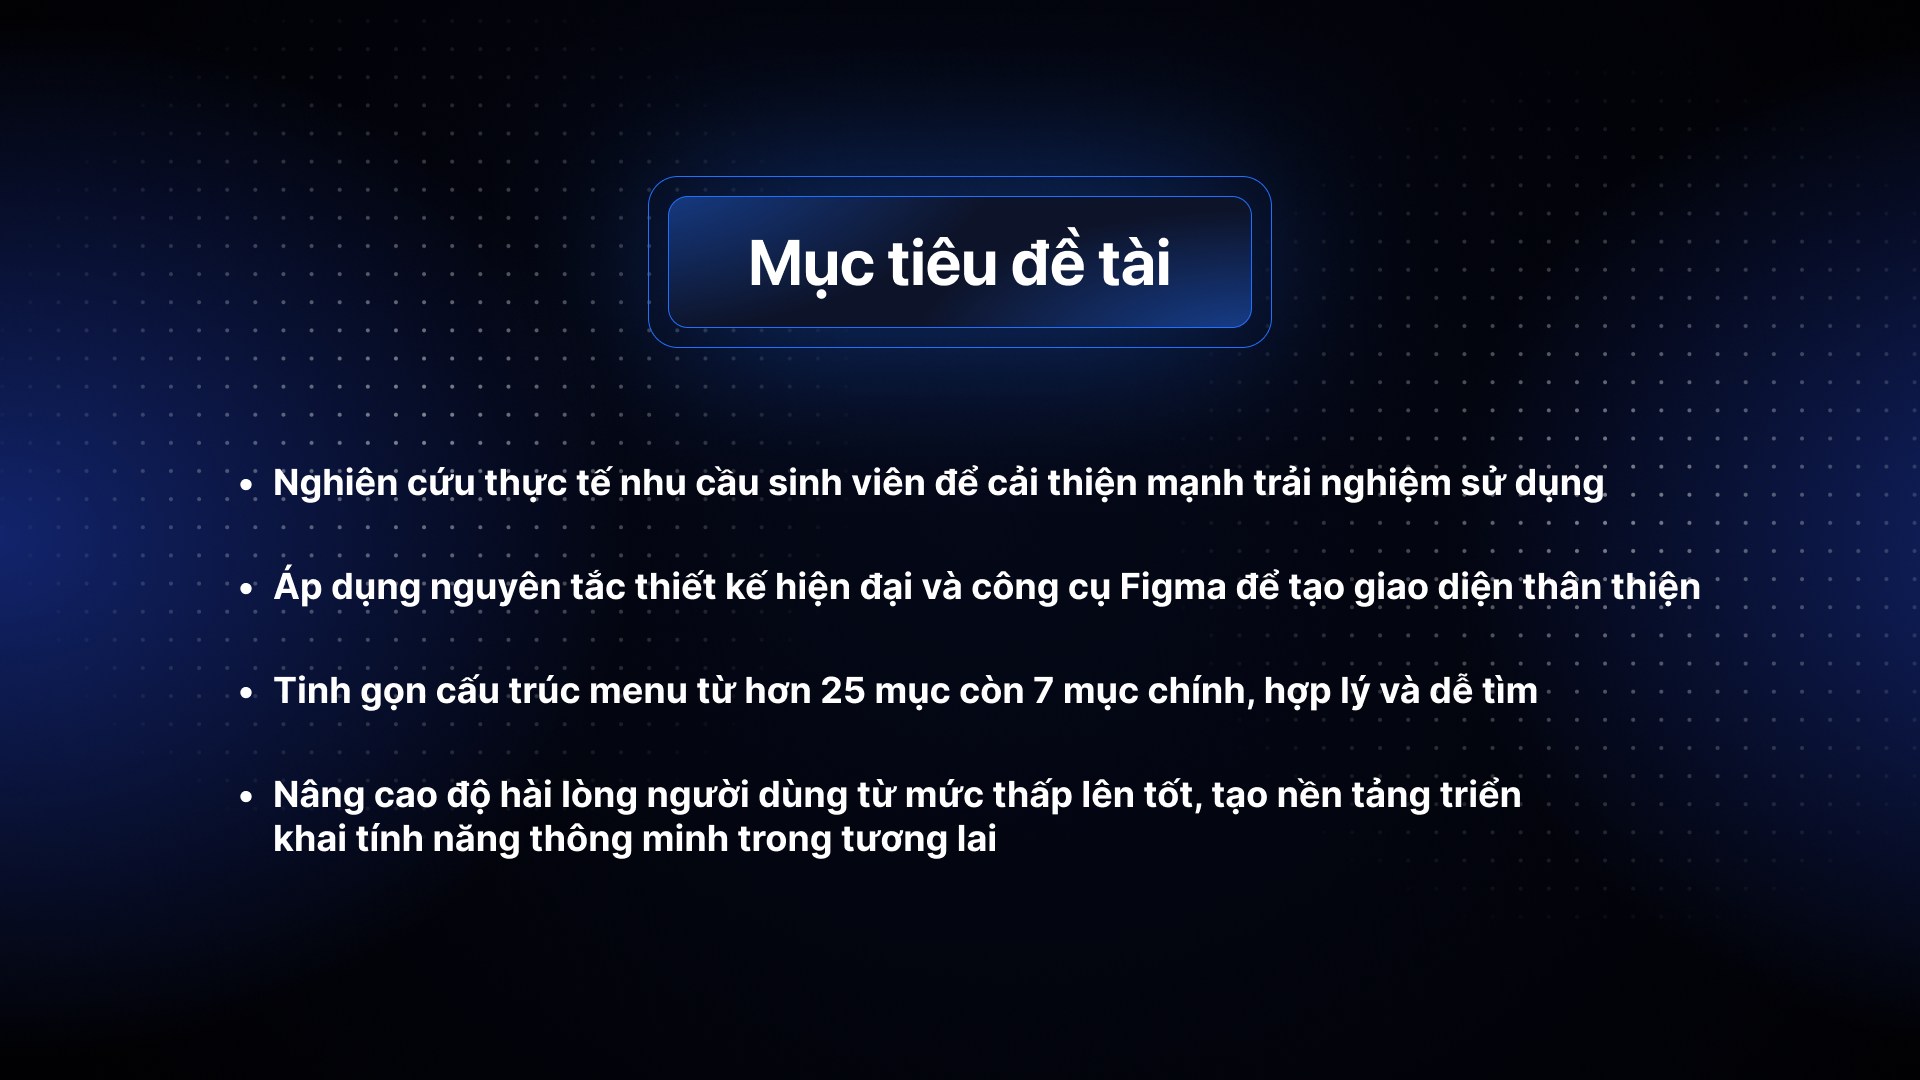 Mục tiêu đề tài
• Nghiên cứu thực tế nhu cầu sinh viên để cải thiện mạnh trải nghiệm sử dụng
• Áp dụng nguyên tắc thiết kế hiện đại và công cụ Figma để tạo giao diện thân thiện
• Tinh gọn cấu trúc menu từ hơn 25 mục còn 7 mục chính, hợp lý và dễ tìm
• Nâng cao độ hài lòng người dùng từ mức thấp lên tốt, tạo nền tảng triển
khai tính năng thông minh trong tương lai